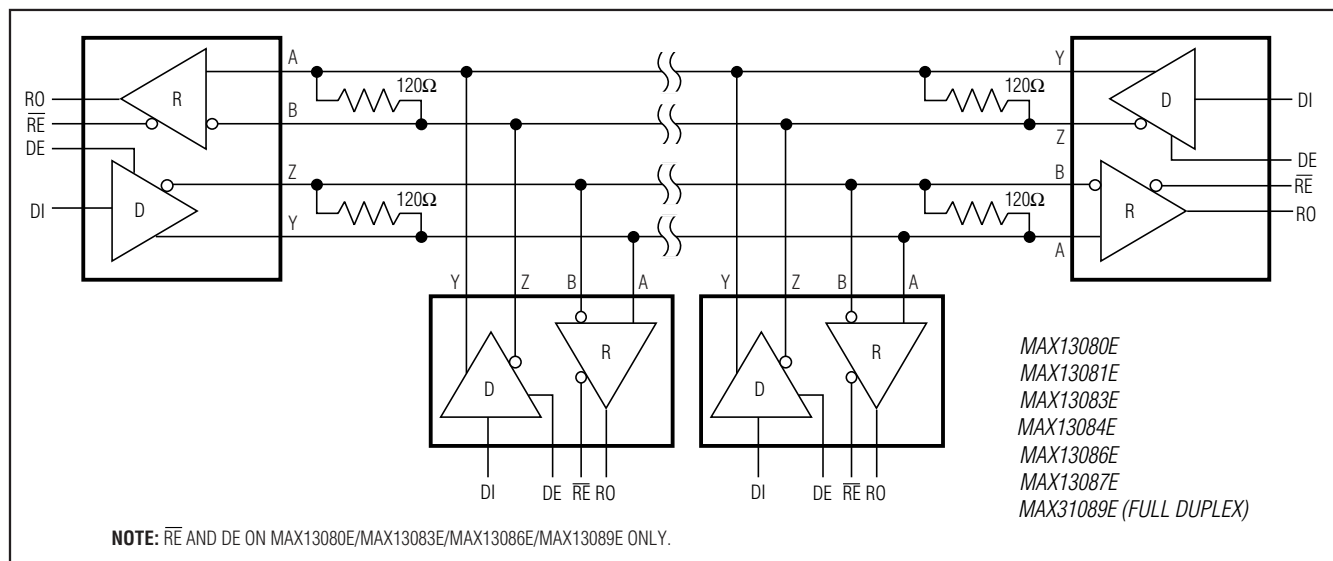 A
Y
120Ω
120Ω
RO
R
D
DI
RE
B
Z
DE
DE
Z
B
RE
DI
D
120Ω
120Ω
R
RO
Y
A
Y
Z
B
A
Y
Z
B
A
R
R
D
D
DI
DE
RE
RO
DI
DE
RE
RO
MAX13080E
MAX13081E
MAX13083E
MAX13084E
MAX13086E
MAX13087E
MAX31089E (FULL DUPLEX)
NOTE: RE AND DE ON MAX13080E/MAX13083E/MAX13086E/MAX13089E ONLY.